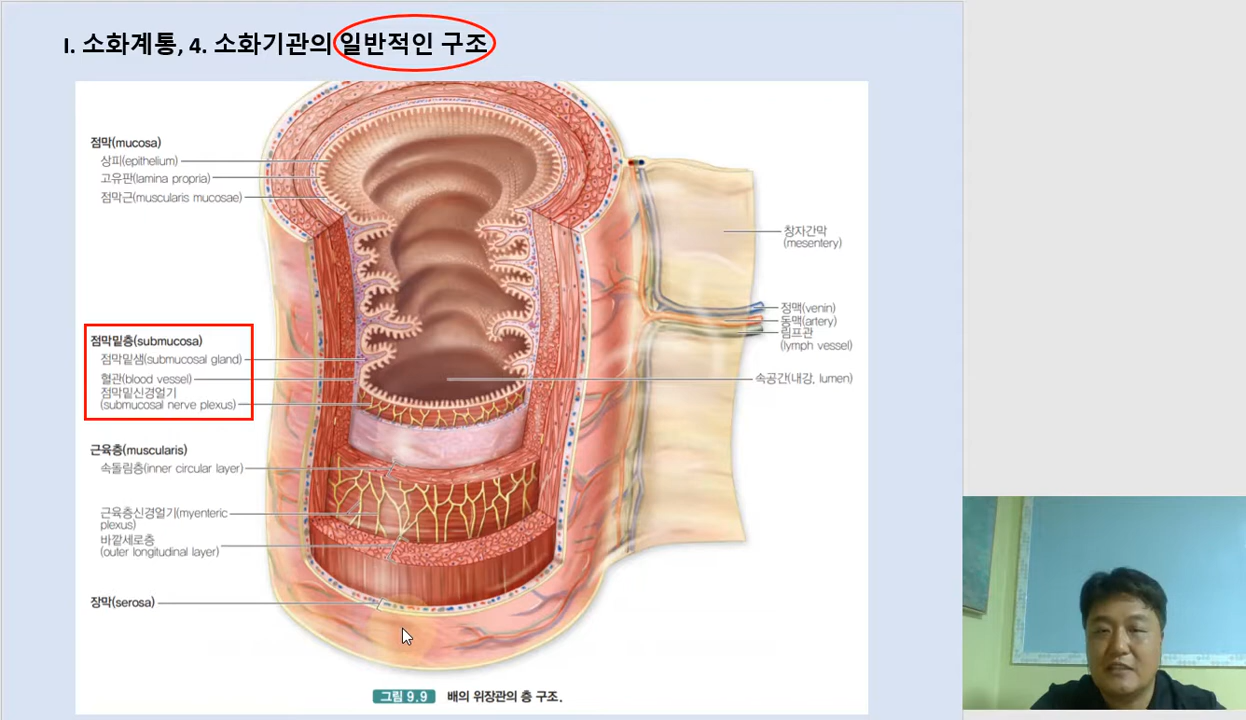 I. 소화계통, 4. 소화기관의 일반적인 구조
점막(mucosa)
상피(epithelium)
고유판(lamina propria)
점막근(muscularis mucosae)
점막밑층(submucosa)
점막밑샘(submucosal gland)
혈관(blood vessel)
점막밑신경얼기
(submucosal nerve plexus)
근육층(muscularis)
속돌림층(inner circular layer)
근육층신경얼기(myenteric
plexus)
바깥세로층
(outer longitudinal layer)
장막(serosa)
창자간막
(mesentery)
정맥(venin)
동맥(artery)
림프관
(lymph vessel)
속공간(내강, lumen)
그림 9.9 배의 위장관의 층 구조.